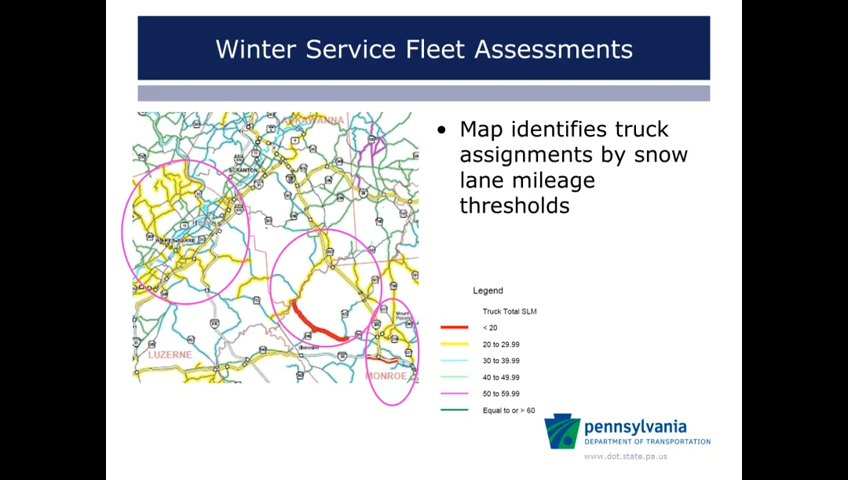 Winter Service Fleet Assessments
• Map identifies truck
assignments by snow
lane mileage
thresholds
SCRANTON
LUZERNE
MONROE
Legend
Truck Total SLM
< 20
20 to 29.99
30 to 39.99
40 to 49.99
50 to 59.99
Equal to or > 60
pennsylvania
DEPARTMENT OF TRANSPORTATION
www.dot.state.pa.us